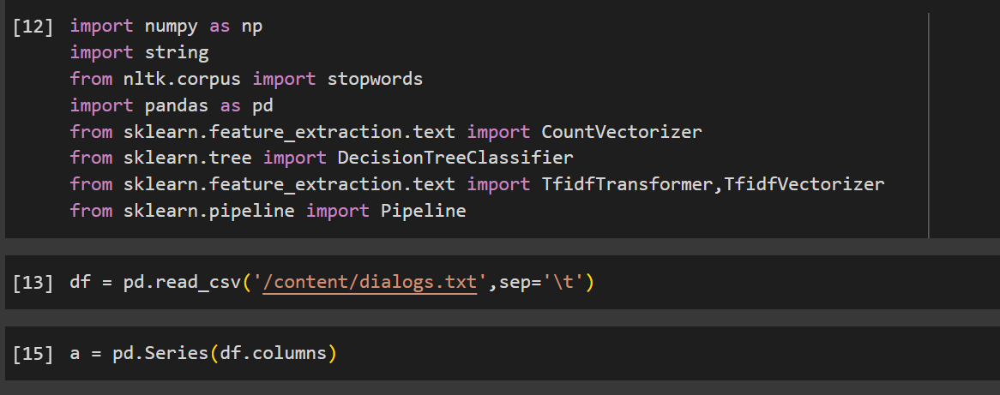 [12] import numpy as np
import string
from nltk.corpus import stopwords
import pandas as pd
from sklearn.feature_extraction.text import CountVectorizer
from sklearn.tree import DecisionTreeClassifier
from sklearn.feature_extraction.text import TfidfTransformer,TfidfVectorizer
from sklearn.pipeline import Pipeline
[13] df = pd.read_csv('/content/dialogs.txt',sep='\t')
[15] a = pd.Series(df.columns)